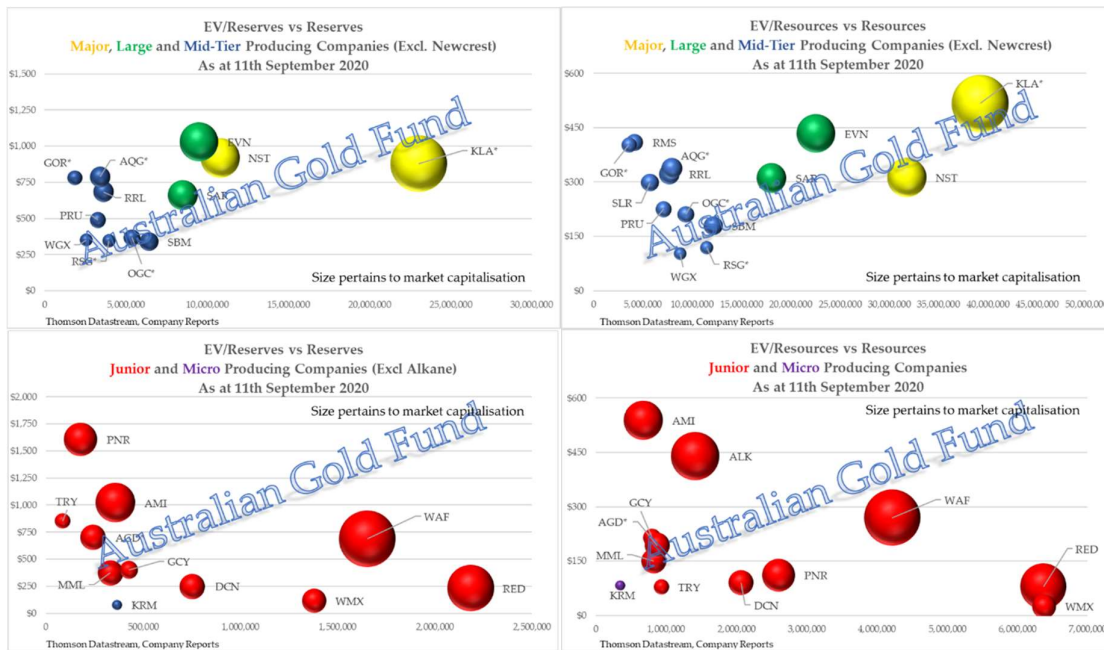 EV/Reserves vs Reserves
Major, Large and Mid-Tier Producing Companies (Excl. Newcrest)
As at 11th September 2020
$1,500
$1,250
$1,000
$750
$500
$250
$0
EVN
NST
KLA*
GOR*
AQG*
RRL
SAR
PRU
WGX
RSG*
SBM
OGC*
Australian Gold Fund
Size pertains to market capitalisation
0 5,000,000 10,000,000 15,000,000 20,000,000 25,000,000 30,000,000
Thomson Datastream, Company Reports
EV/Resources vs Resources
Major, Large and Mid-Tier Producing Companies (Excl. Newcrest)
As at 11th September 2020
$600
$450
$300
$150
$0
KLA*
EVN
RMS
GOR*
AQG*
RRL
SAR
NST
SLR
OGC*
PRU
SBM
RSG*
WGX
Australian Gold Fund
Size pertains to market capitalisation
0 5,000,000 10,000,000 15,000,000 20,000,000 25,000,000 30,000,000 35,000,000 40,000,000 45,000,000 50,000,000
Thomson Datastream, Company Reports
EV/Reserves vs Reserves
Junior and Micro Producing Companies (Excl Alkane)
As at 11th September 2020
Size pertains to market capitalisation
$2,000
$1,750
$1,500
$1,250
$1,000
$750
$500
$250
$0
PNR
TRY
AMI
AGD*
WAF
MML
GCY
DCN
RED
KRM
WMX
Australian Gold Fund
0 500,000 1,000,000 1,500,000 2,000,000 2,500,000
Thomson Datastream, Company Reports
EV/Resources vs Resources
Junior and Micro Producing Companies
As at 11th September 2020
Size pertains to market capitalisation
$600
$450
$300
$150
$0
AMI
ALK
GCY
AGD*
WAF
MML
RED
KRM
TRY
DCN
PNR
WMX
Australian Gold Fund
0 1,000,000 2,000,000 3,000,000 4,000,000 5,000,000 6,000,000 7,000,000
Thomson Datastream, Company Reports